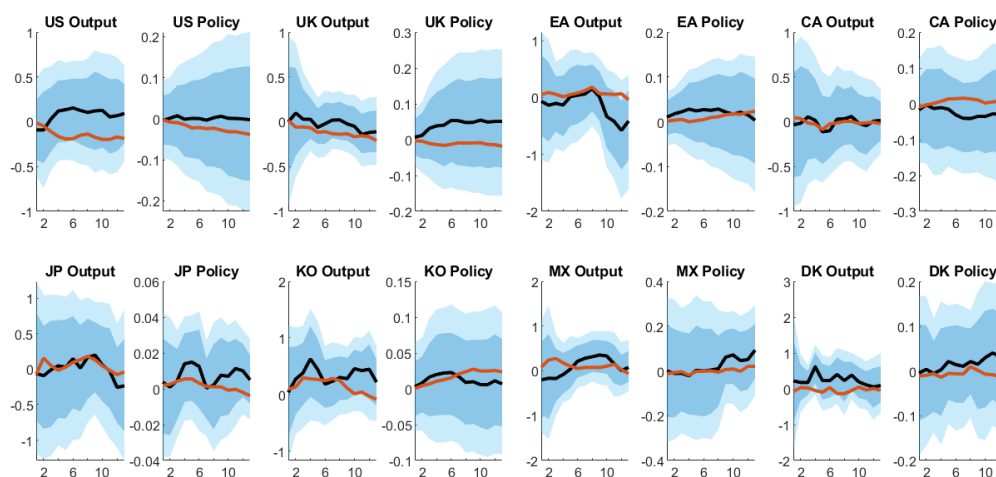 US Output US Policy UK Output UK Policy EA Output EA Policy CA Output CA Policy
1 0.2 1 0.3 1 0.2 1 0.3
0.5 0.1 0.5 0.2 0 0.1 0.5 0.2
0 0 0 0.1 -1 0 0 0.1
-0.5 -0.1 -0.5 0 -2 -0.1 -0.5 0
-1 -0.2 -1 -0.1 -0.2 -1 -0.1
-0.2 -0.2
-0.3
2 6 10 2 6 10 2 6 10 2 6 10 2 6 10 2 6 10 2 6 10 2 6 10
JP Output JP Policy KO Output KO Policy MX Output MX Policy DK Output DK Policy
1 0.06 2 0.15 2 0.4 3 0.2
0.5 0.04 1 0.1 1 0.2 2 0.1
0 0.02 0 0.05 0 0 1 0
-0.5 0 -1 0 -1 -0.2 0 -0.1
-1 -0.02 -0.05 -2 -0.4 -1 -0.2
-0.04 -0.1 -2
2 6 10 2 6 10 2 6 10 2 6 10 2 6 10 2 6 10 2 6 10 2 6 10